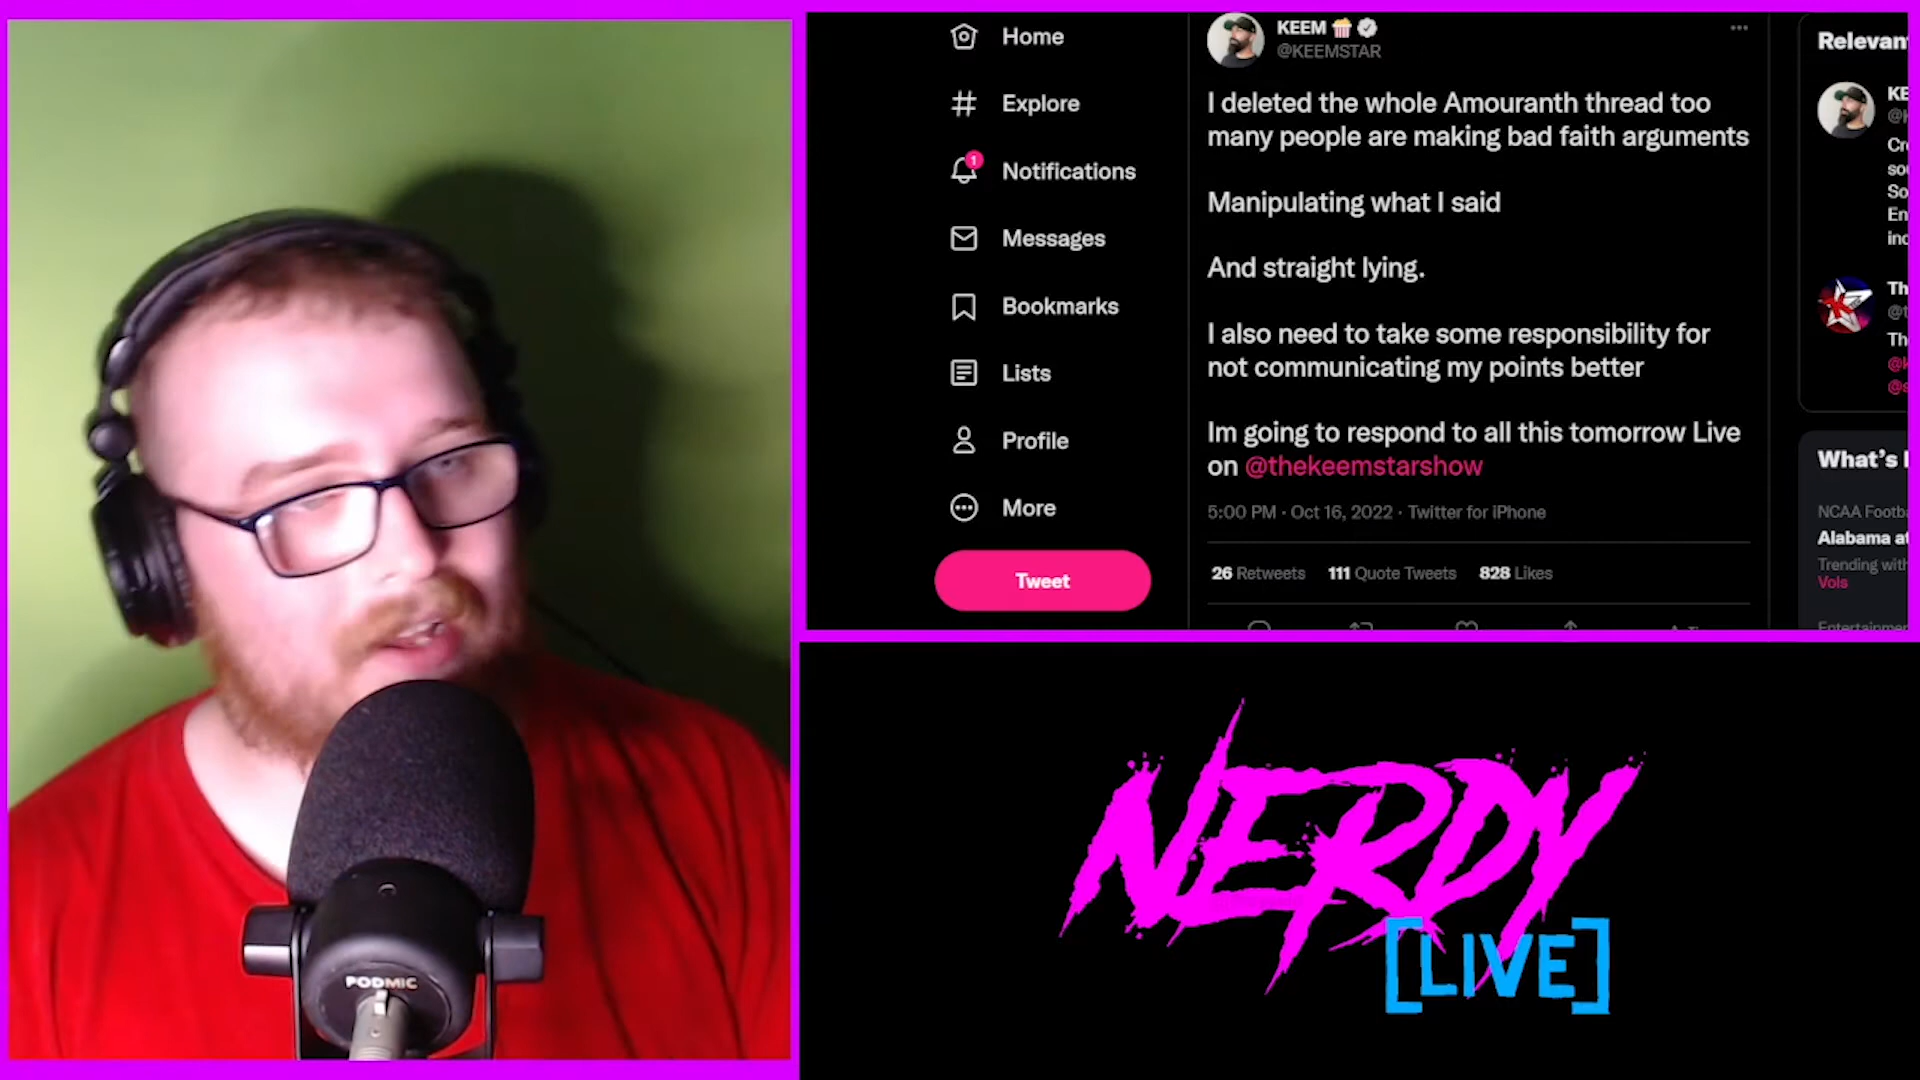 Home
Explore
1
Notifications
Messages
Bookmarks
Lists
Profile
More
Tweet
KEEM
@KEEMSTAR
I deleted the whole Amouranth thread too
many people are making bad faith arguments
Manipulating what I said
And straight lying.
I also need to take some responsibility for
not communicating my points better
Im going to respond to all this tomorrow Live
on @thekeemstarshow
5:00 PM · Oct 16, 2022 · Twitter for iPhone
26 Retweets 111 Quote Tweets 828 Likes
What's
NCAA
Alabama
Trending
Vols
NERDY
[LIVE]
PODMIC